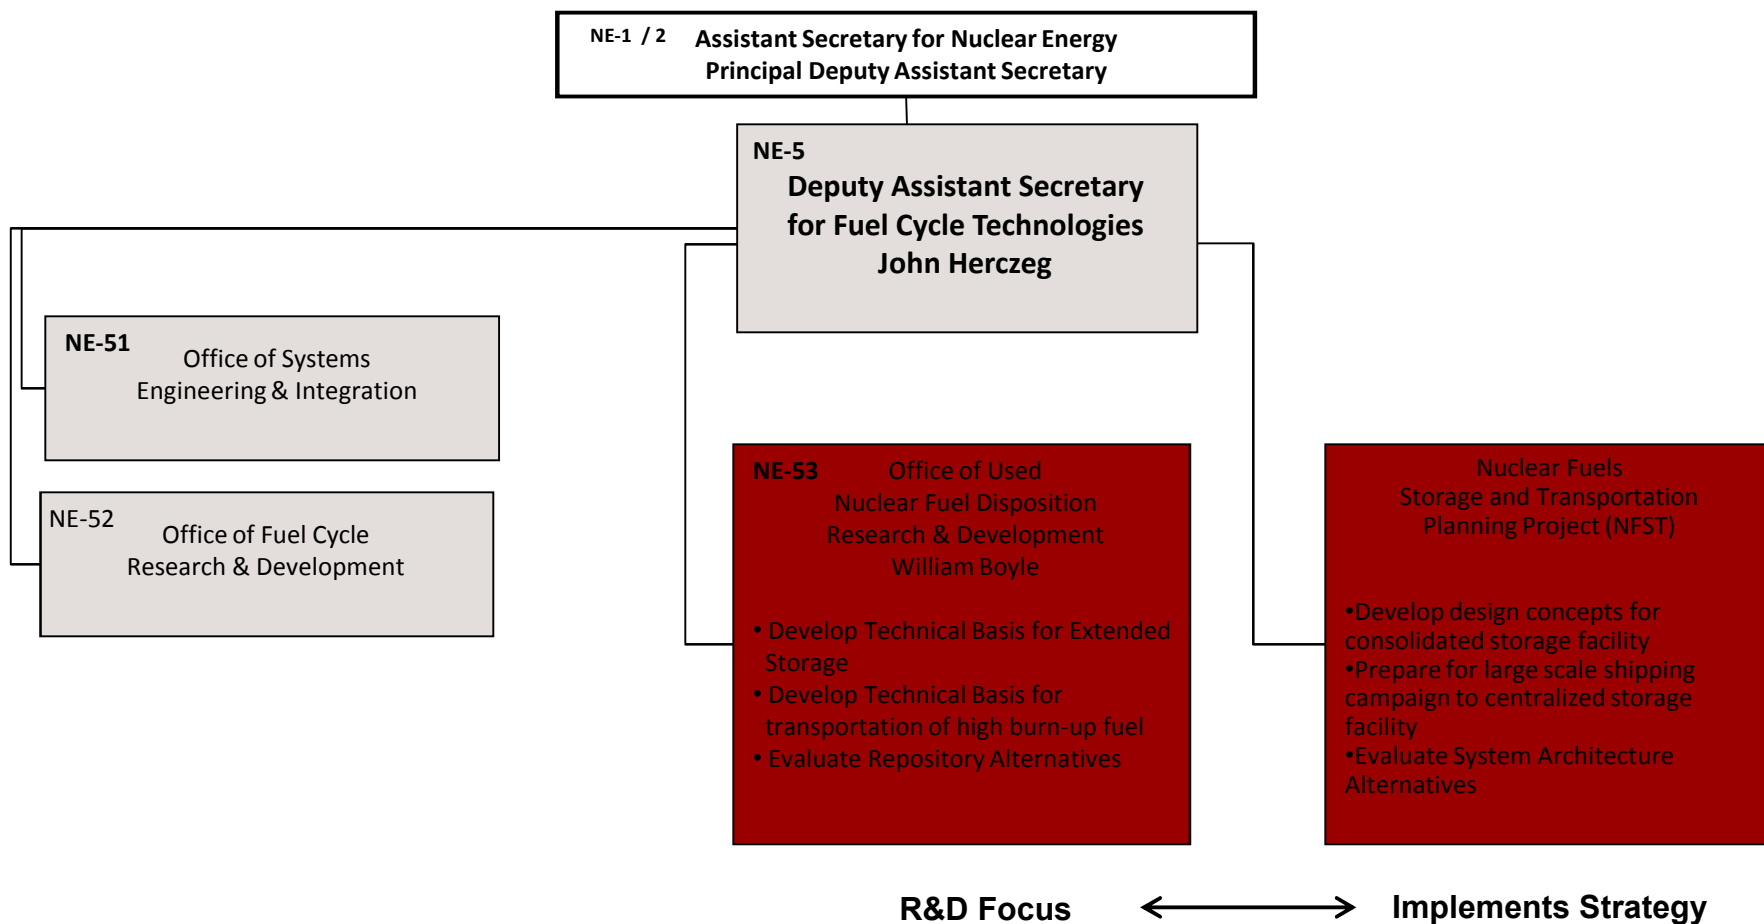 NE-1 / 2 Assistant Secretary for Nuclear Energy
Principal Deputy Assistant Secretary
NE-5
Deputy Assistant Secretary
for Fuel Cycle Technologies
John Herczeg
NE-51
Office of Systems
Engineering & Integration
NE-52
Office of Fuel Cycle
Research & Development
NE-53 Office of Used
Nuclear Fuel Disposition
Research & Development
William Boyle
• Develop Technical Basis for Extended
Storage
• Develop Technical Basis for
transportation of high burn-up fuel
• Evaluate Repository Alternatives
Nuclear Fuels
Storage and Transportation
Planning Project (NFST)
•Develop design concepts for
consolidated storage facility
•Prepare for large scale shipping
campaign to centralized storage
facility
•Evaluate System Architecture
Alternatives
R&D Focus
Implements Strategy